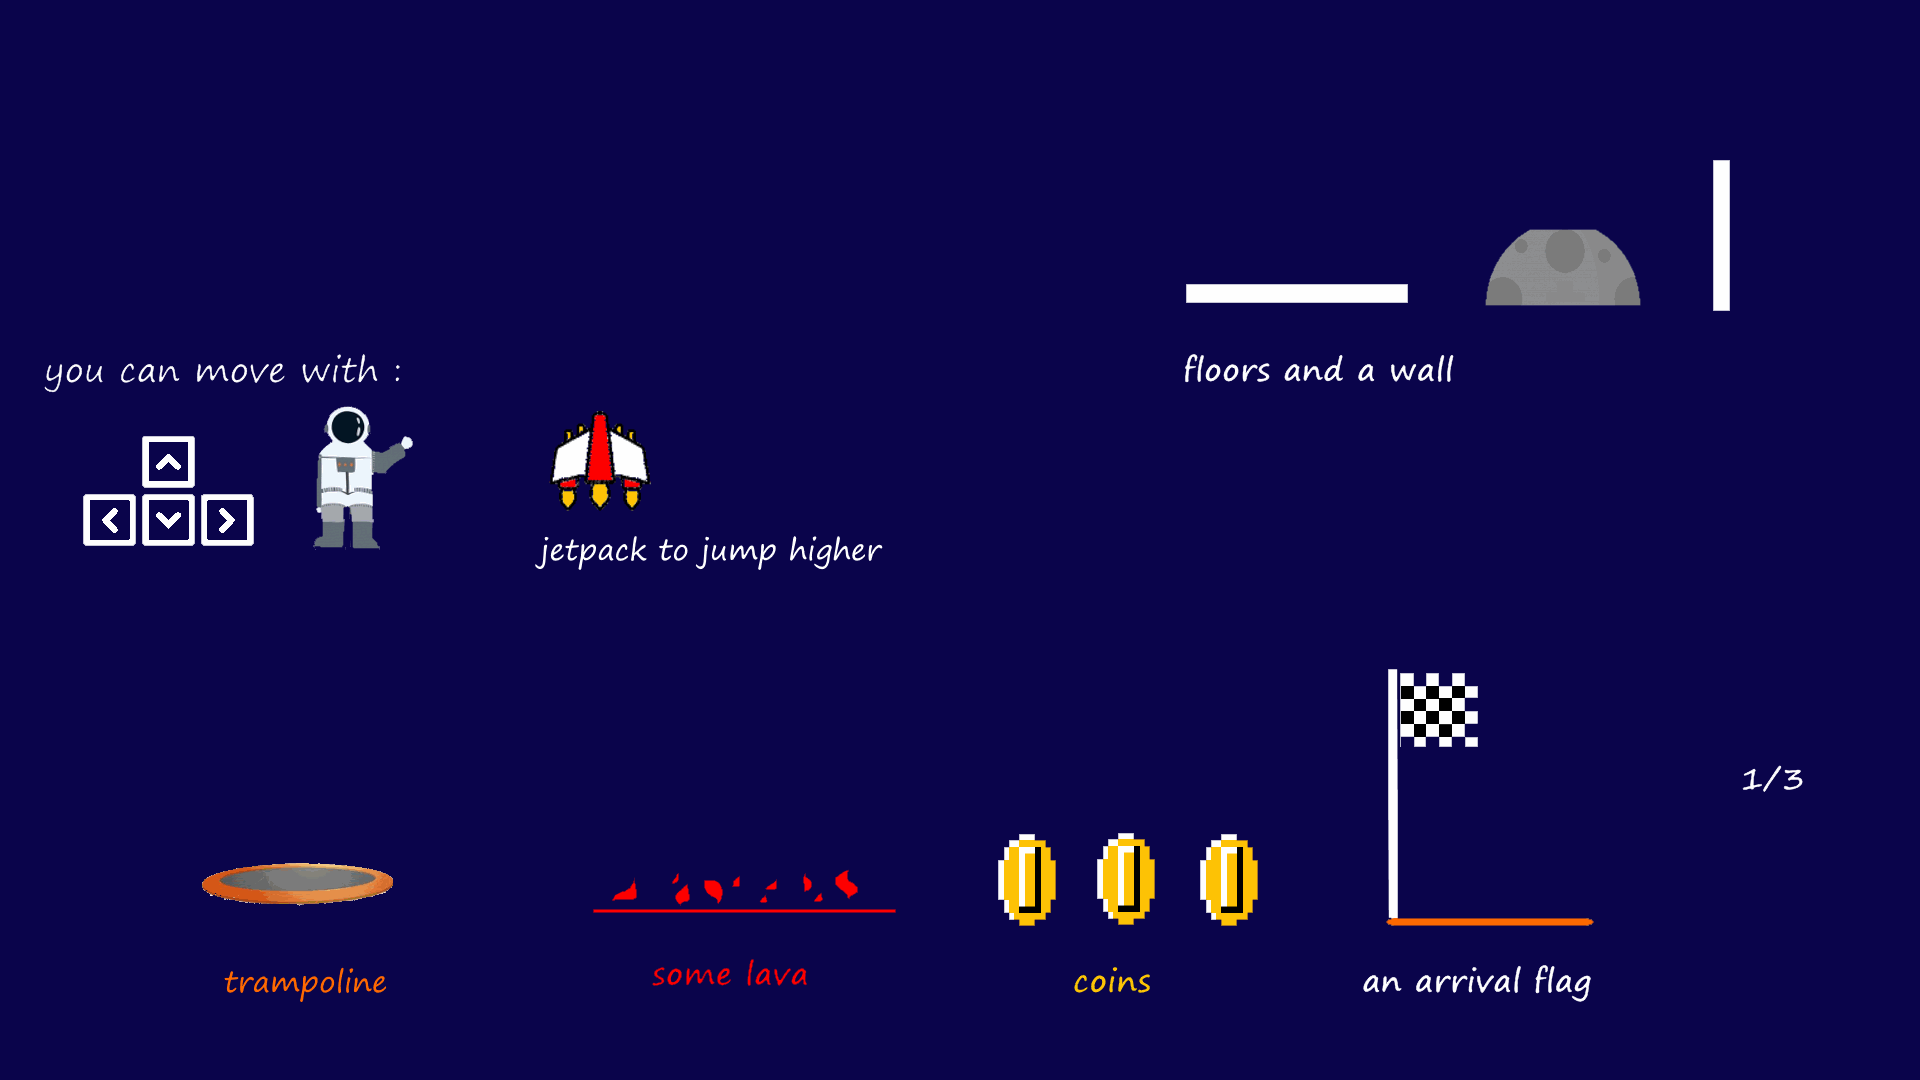 floors and a wall
you can move with :
jetpack to jump higher
1/3
trampoline
some lava
coins
an arrival flag